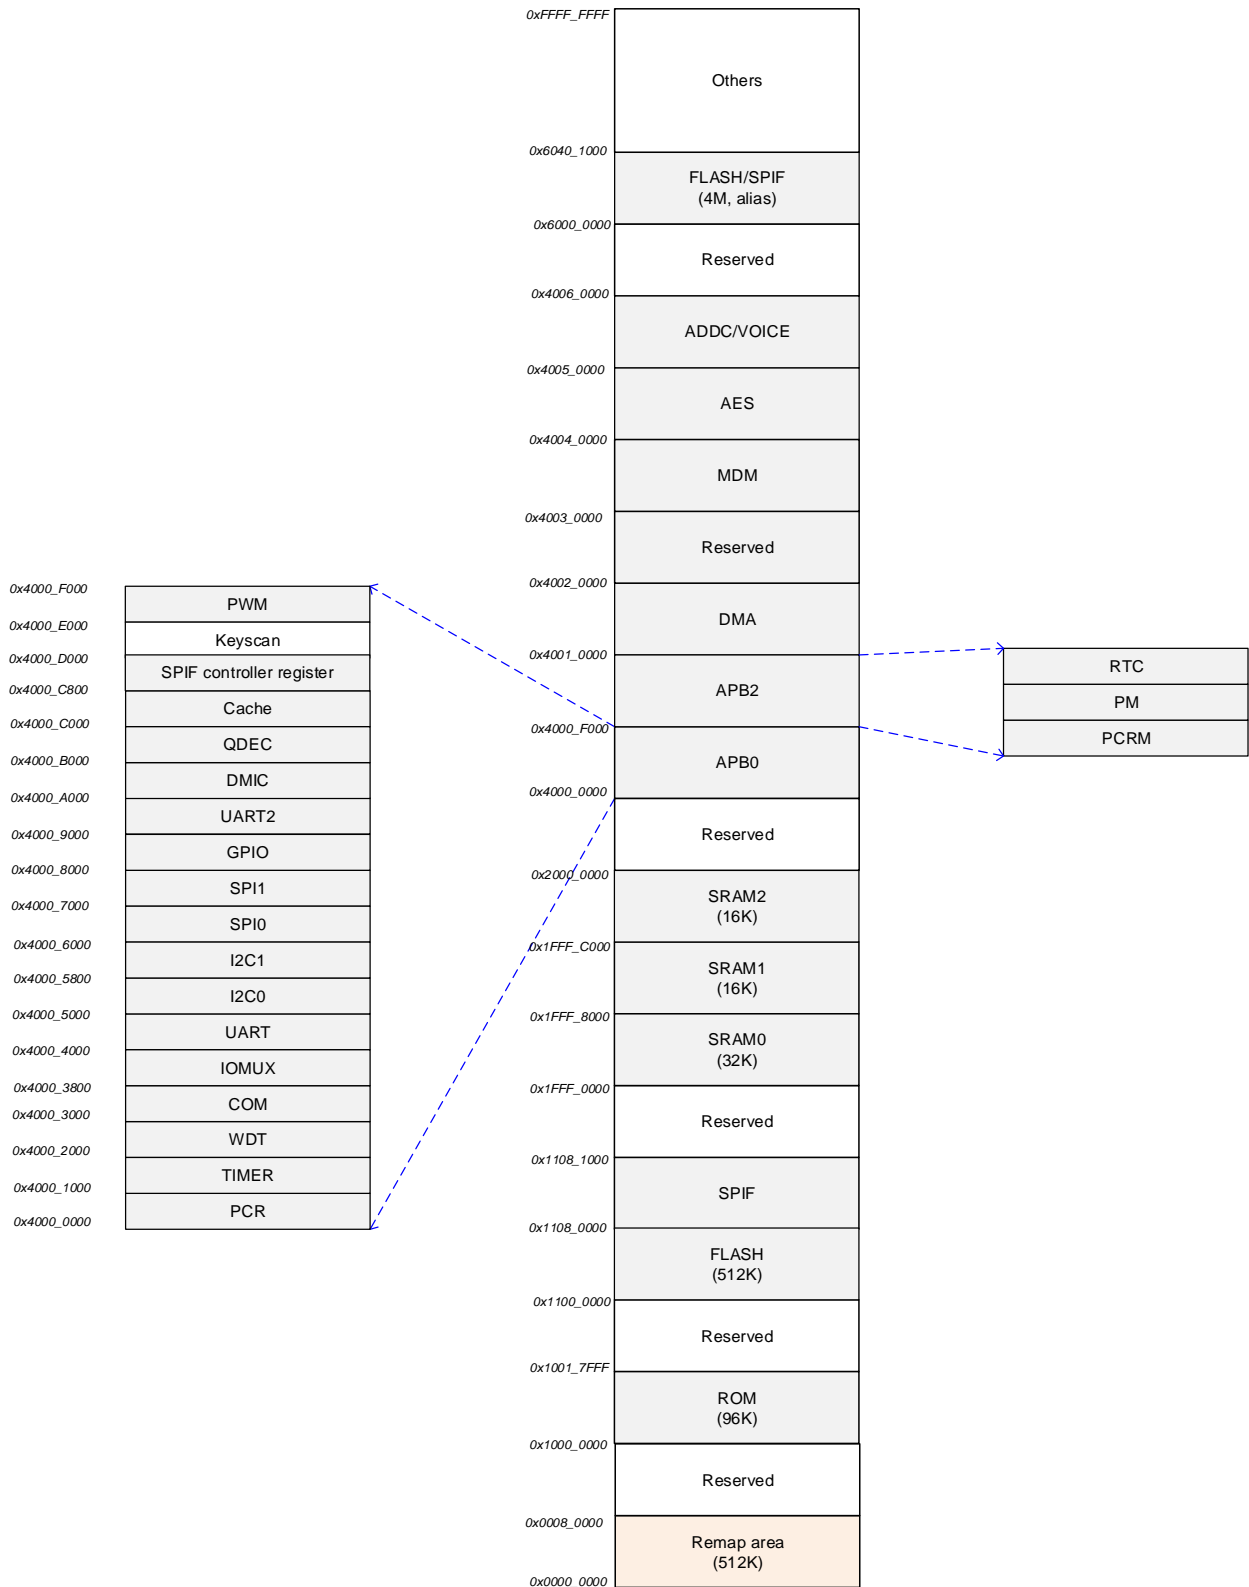 0xFFFF_FFFF
Others
0x6040_1000
FLASH/SPIF
(4M, alias)
0x6000_0000
Reserved
0x4006_0000
ADDC/VOICE
0x4005_0000
AES
0x4004_0000
MDM
0x4003_0000
Reserved
0x4002_0000
DMA
0x4001_0000
APB2
0x4000_F000
APB0
0x4000_0000
Reserved
0x2000_0000
SRAM2
(16K)
0x1FFF_C000
SRAM1
(16K)
0x1FFF_8000
SRAM0
(32K)
0x1FFF_0000
Reserved
0x1108_1000
SPIF
0x1108_0000
FLASH
(512K)
0x1100_0000
Reserved
0x1001_7FFF
ROM
(96K)
0x1000_0000
Reserved
0x0008_0000
Remap area
(512K)
0x0000_0000
0x4000_F000
PWM
0x4000_E000
Keyscan
0x4000_D000
SPIF controller register
0x4000_C800
Cache
0x4000_C000
QDEC
0x4000_B000
DMIC
0x4000_A000
UART2
0x4000_9000
GPIO
0x4000_8000
SPI1
0x4000_7000
SPI0
0x4000_6000
I2C1
0x4000_5800
I2C0
0x4000_5000
UART
0x4000_4000
IOMUX
0x4000_3800
COM
0x4000_3000
WDT
0x4000_2000
TIMER
0x4000_1000
PCR
0x4000_0000
RTC
PM
PCRM